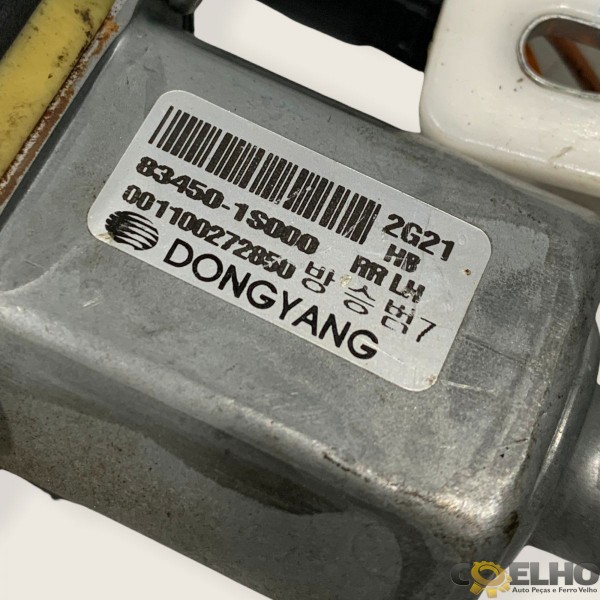 83450-1S000 2G21
HB
001100272850 RR LH
방승범7
DONGYANG
COELHO
Auto Peças e Ferro Velho